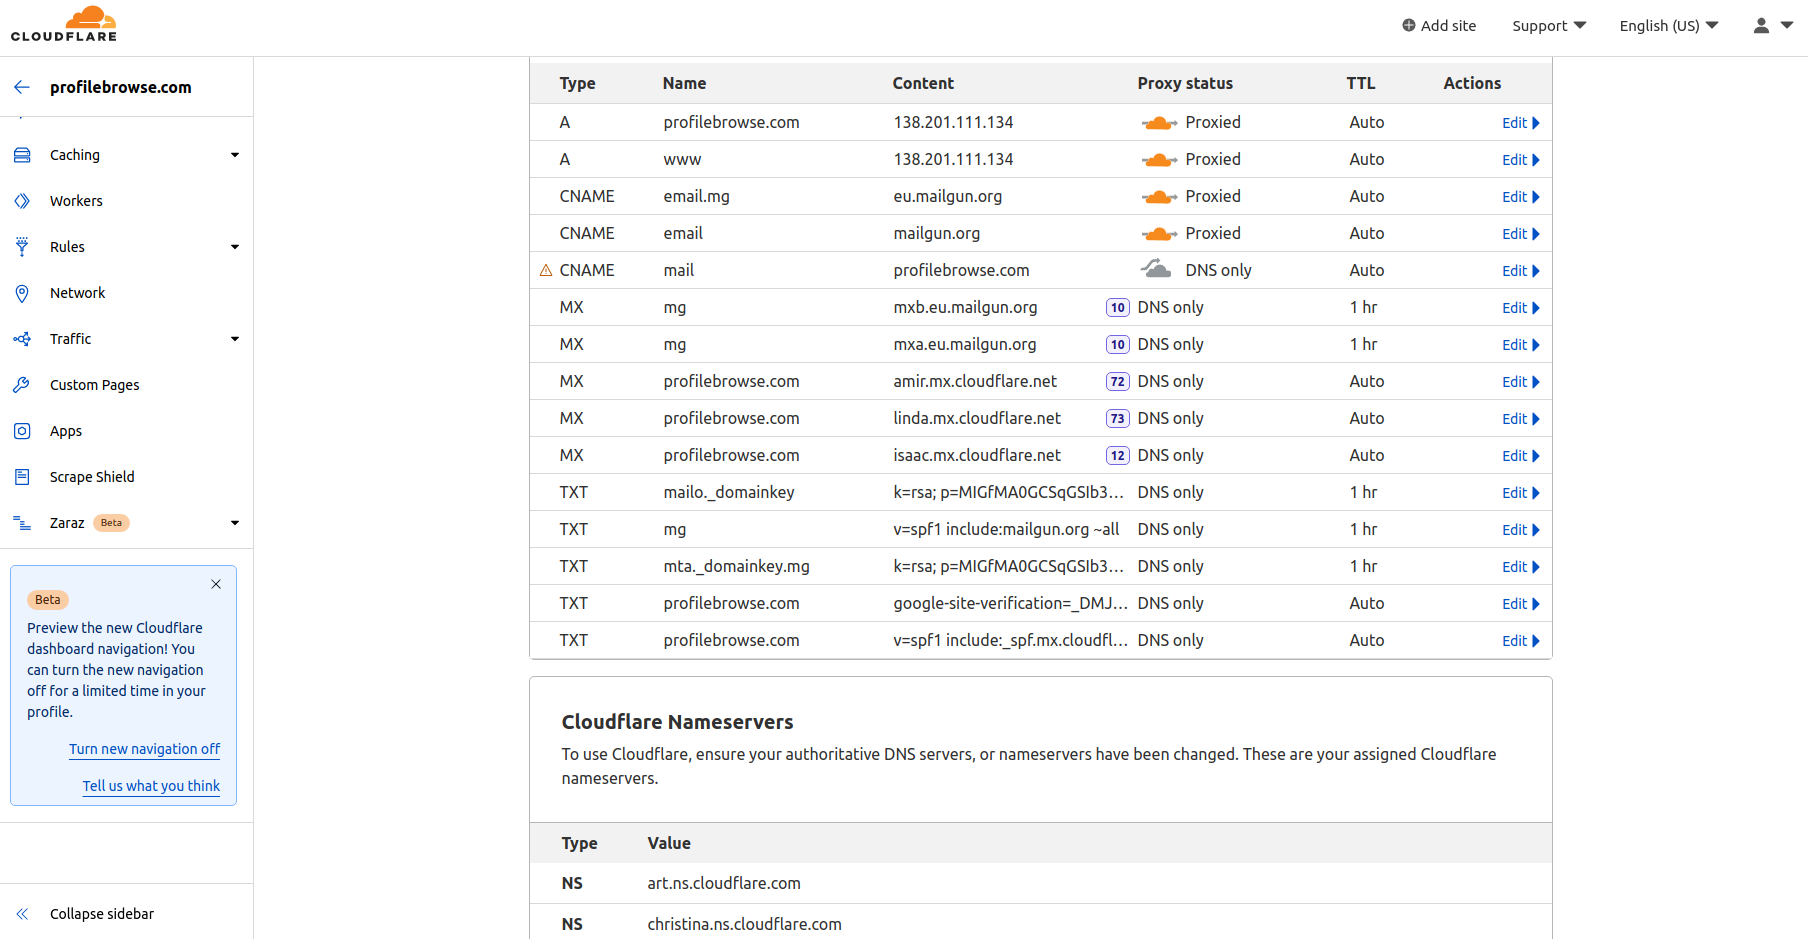 CLOUDFLARE
Add site
Support
English (US)
profilebrowse.com
Caching
Workers
Rules
Network
Traffic
Custom Pages
Apps
Scrape Shield
Zaraz Beta
Beta
Preview the new Cloudflare
dashboard navigation! You
can turn the new navigation
off for a limited time in your
profile.
Turn new navigation off
Tell us what you think
Collapse sidebar
Type Name Content Proxy status TTL Actions
A profilebrowse.com 138.201.111.134 Proxied Auto Edit
A www 138.201.111.134 Proxied Auto Edit
CNAME email.mg eu.mailgun.org Proxied Auto Edit
CNAME email mailgun.org Proxied Auto Edit
CNAME mail profilebrowse.com DNS only Auto Edit
MX mg mxb.eu.mailgun.org 10 DNS only 1 hr Edit
MX mg mxa.eu.mailgun.org 10 DNS only 1 hr Edit
MX profilebrowse.com amir.mx.cloudflare.net 72 DNS only Auto Edit
MX profilebrowse.com linda.mx.cloudflare.net 73 DNS only Auto Edit
MX profilebrowse.com isaac.mx.cloudflare.net 12 DNS only Auto Edit
TXT mailo._domainkey k=rsa; p=MIGfMA0GCSqGSIb3... DNS only 1 hr Edit
TXT mg v=spf1 include:mailgun.org ~all DNS only 1 hr Edit
TXT mta._domainkey.mg k=rsa; p=MIGfMA0GCSqGSIb3... DNS only 1 hr Edit
TXT profilebrowse.com google-site-verification=_DMJ... DNS only Auto Edit
TXT profilebrowse.com v=spf1 include:_spf.mx.cloudfl... DNS only Auto Edit
Cloudflare Nameservers
To use Cloudflare, ensure your authoritative DNS servers, or nameservers have been changed. These are your assigned Cloudflare
nameservers.
Type Value
NS art.ns.cloudflare.com
NS christina.ns.cloudflare.com